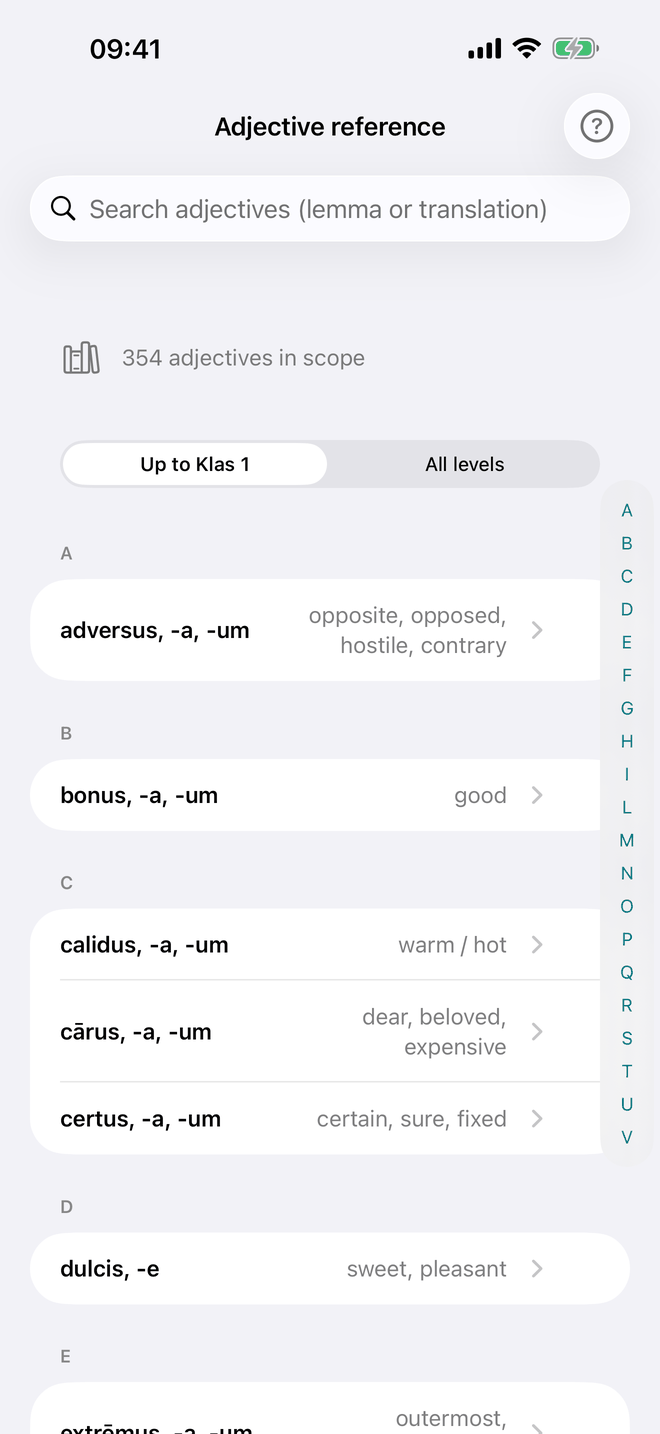 09:41
Adjective reference
?
Search adjectives (lemma or translation)
354 adjectives in scope
Up to Klas 1
All levels
A
adversus, -a, -um
opposite, opposed,
hostile, contrary
B
bonus, -a, -um
good
C
calidus, -a, -um
warm / hot
cārus, -a, -um
dear, beloved,
expensive
certus, -a, -um
certain, sure, fixed
D
dulcis, -e
sweet, pleasant
E
extrēmus, -a, -um
outermost,
A
B
C
D
E
F
G
H
I
L
M
N
O
P
Q
R
S
T
U
V